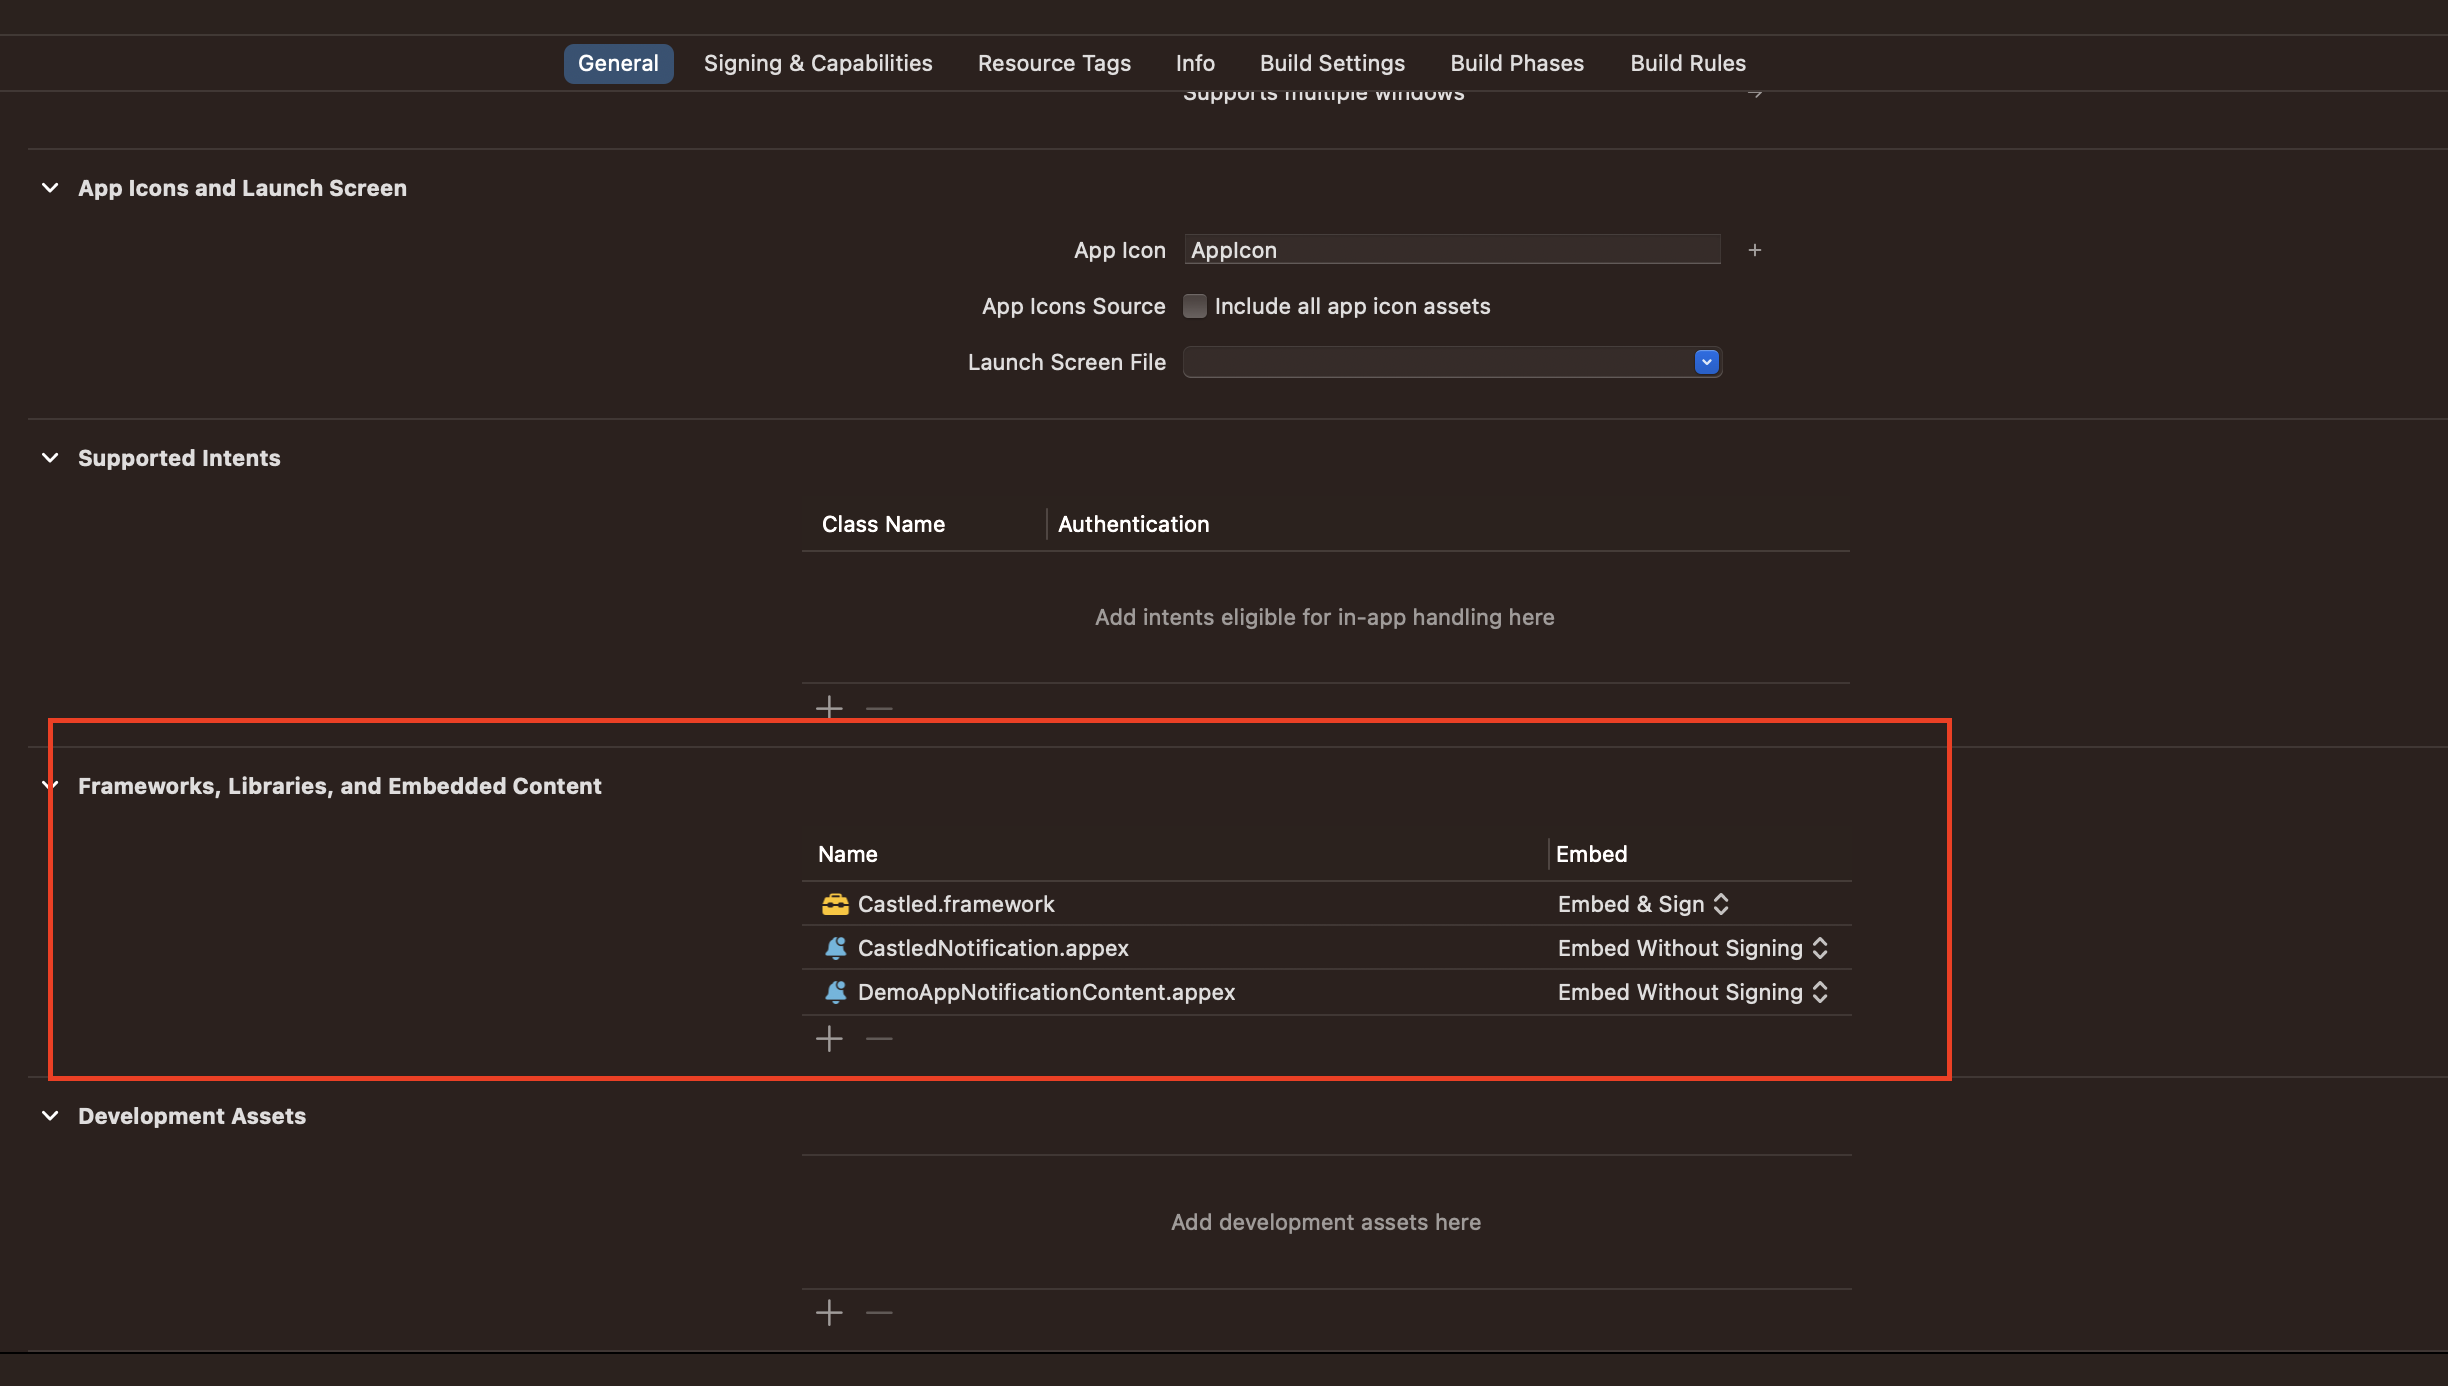 General Signing & Capabilities Resource Tags Info Build Settings Build Phases Build Rules
Supports multiple windows
App Icons and Launch Screen
App Icon AppIcon
App Icons Source Include all app icon assets
Launch Screen File
Supported Intents
Class Name Authentication
Add intents eligible for in-app handling here
Frameworks, Libraries, and Embedded Content
Name Embed
Castled.framework Embed & Sign
CastledNotification.appex Embed Without Signing
DemoAppNotificationContent.appex Embed Without Signing
Development Assets
Add development assets here